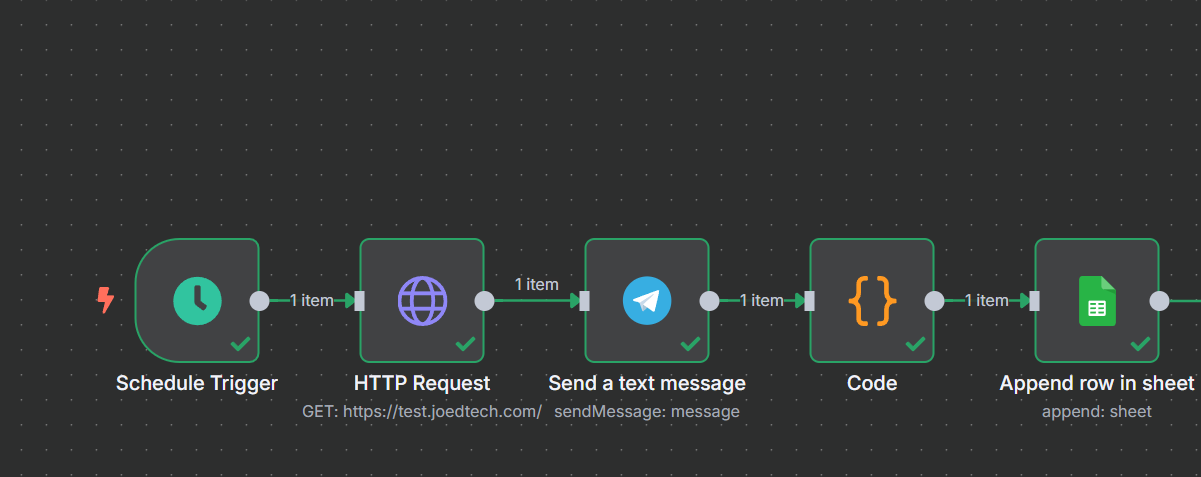 1 item
1 item
1 item
1 item
Schedule Trigger
HTTP Request
Send a text message
Code
Append row in sheet
GET: https://test.joedtech.com/
sendMessage: message
append: sheet